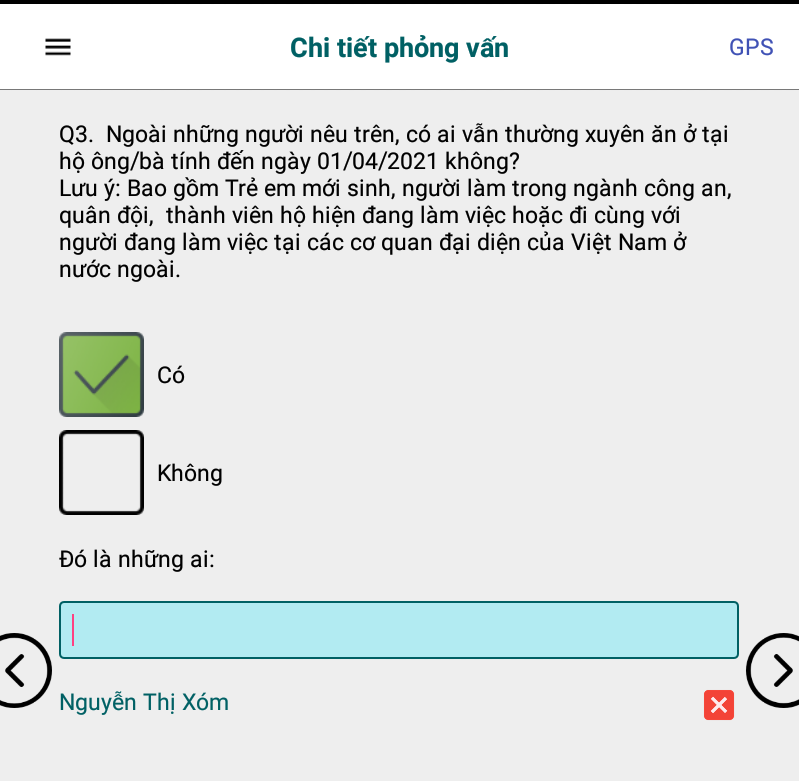 Chi tiết phỏng vấn
GPS
Q3.  Ngoài những người nêu trên, có ai vẫn thường xuyên ăn ở tại
hộ ông/bà tính đến ngày 01/04/2021 không?
Lưu ý: Bao gồm Trẻ em mới sinh, người làm trong ngành công an,
quân đội,  thành viên hộ hiện đang làm việc hoặc đi cùng với
người đang làm việc tại các cơ quan đại diện của Việt Nam ở
nước ngoài.
Có
Không
Đó là những ai:
Nguyễn Thị Xóm